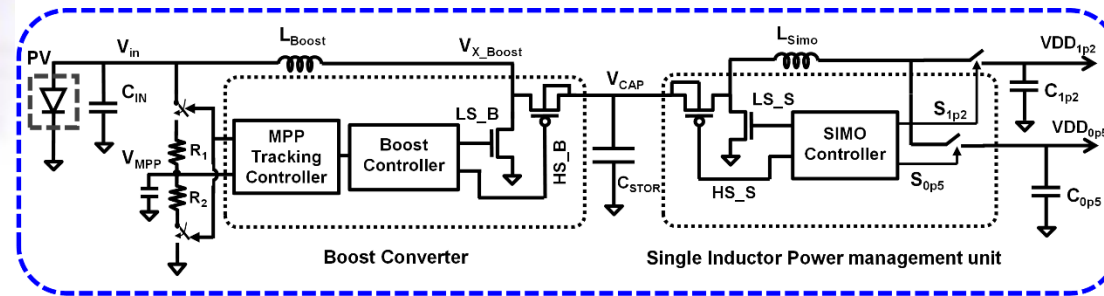 PV
V_in
L_Boost
V_X_Boost
C_IN
R_1
V_MPP
R_2
MPP
Tracking
Controller
Boost
Controller
LS_B
HS_B
V_CAP
C_STOR
L_Simo
LS_S
HS_S
SIMO
Controller
S_1p2
S_0p5
VDD_1p2
C_1p2
VDD_0p5
C_0p5
Boost Converter
Single Inductor Power management unit